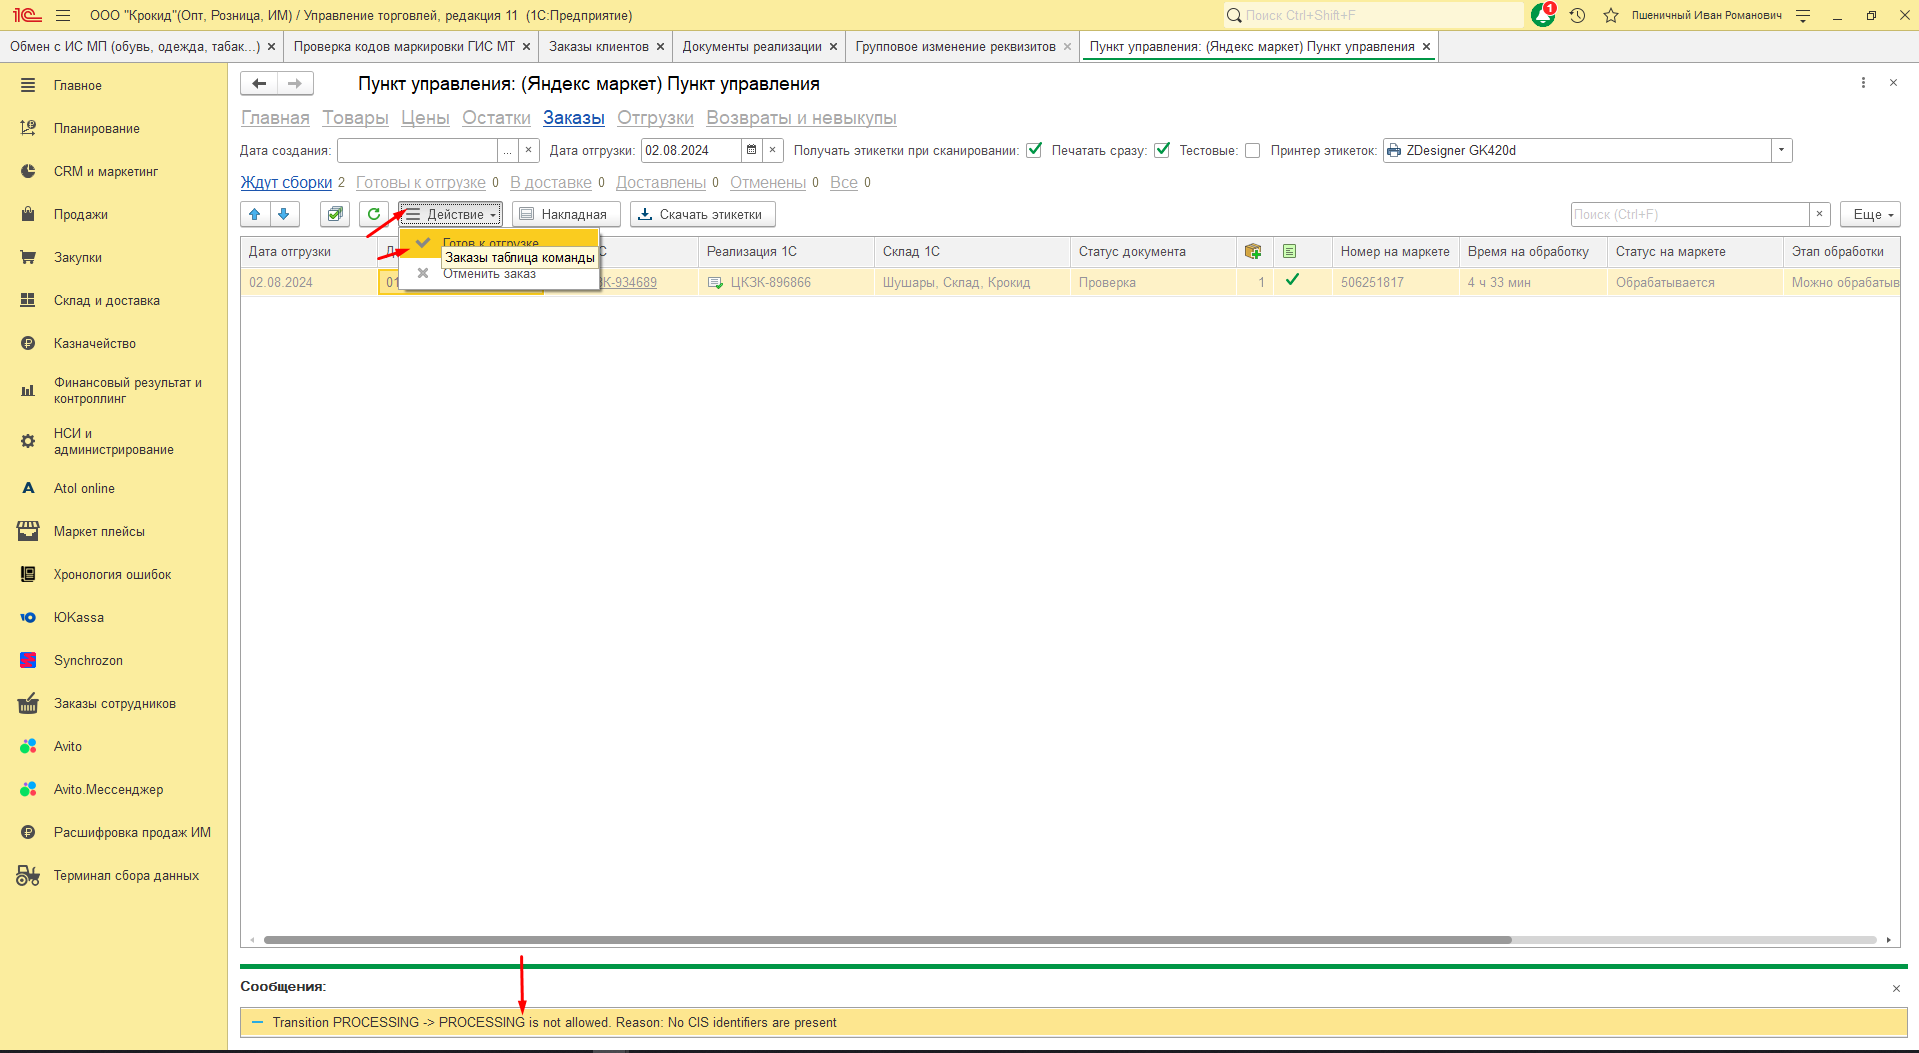 ООО "Крокид"(Опт, Розница, ИМ) / Управление торговлей, редакция 11 (1С:Предприятие)
Поиск Ctrl+Shift+F
1
Пшеничный Иван Романович
Обмен с ИС МП (обувь, одежда, табак...)
Проверка кодов маркировки ГИС МТ
Заказы клиентов
Документы реализации
Групповое изменение реквизитов
Пункт управления: (Яндекс маркет) Пункт управления
Главное
Планирование
CRM и маркетинг
Продажи
Закупки
Склад и доставка
Казначейство
Финансовый результат и
контроллинг
НСИ и
администрирование
Atol online
Маркет плейсы
Хронология ошибок
ЮKassa
Synchrozon
Заказы сотрудников
Avito
Avito.Мессенджер
Расшифровка продаж ИМ
Терминал сбора данных
Пункт управления: (Яндекс маркет) Пункт управления
Главная Товары Цены Остатки Заказы Отгрузки Возвраты и невыкупы
Дата создания: ... Дата отгрузки: 02.08.2024 Получать этикетки при сканировании: Печатать сразу: Тестовые: Принтер этикеток: ZDesigner GK420d
Ждут сборки 2 Готовы к отгрузке 0 В доставке 0 Доставлены 0 Отменены 0 Все 0
Действие Накладная Скачать этикетки Поиск (Ctrl+F) Еще
Готов к отгрузке
Заказы таблица команды
Отменить заказ
Дата отгрузки Д С Реализация 1С Склад 1С Статус документа Номер на маркете Время на обработку Статус на маркете Этап обработки
02.08.2024 01 К-934689 ЦКЗК-896866 Шушары, Склад, Крокид Проверка 1 506251817 4 ч 33 мин Обрабатывается Можно обрабатыв
Сообщения:
Transition PROCESSING -> PROCESSING is not allowed. Reason: No CIS identifiers are present